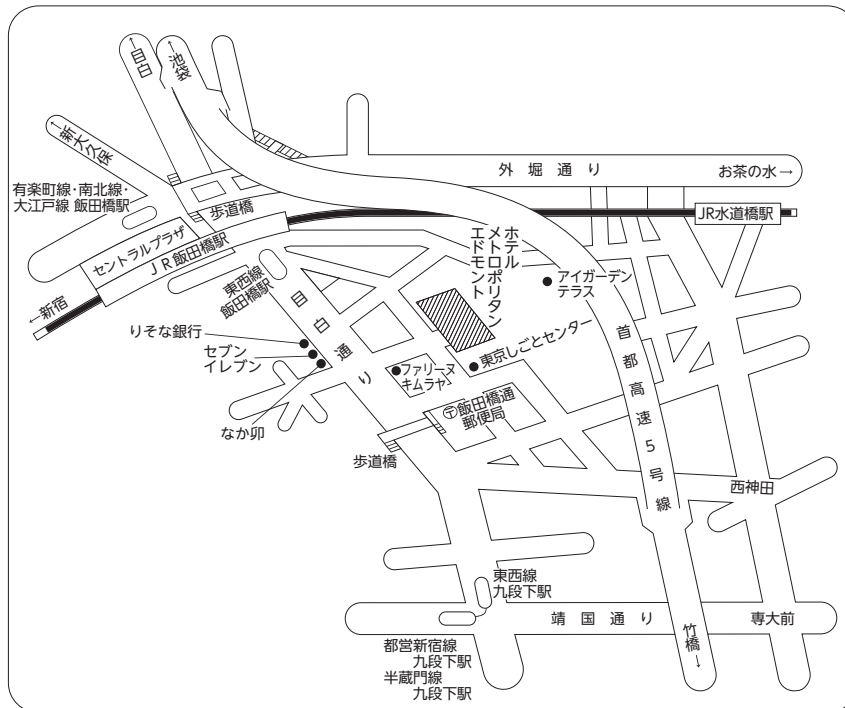 ←目白
←池袋
←新大久保
外堀通り
お茶の水→
有楽町線・南北線・
大江戸線 飯田橋駅
歩道橋
JR水道橋駅
セントラルプラザ
JR飯田橋駅
ホテル
メトロポリタン
エドモント
東西線
飯田橋駅
アイガーデン
テラス
←新宿
目白通り
りそな銀行
セブン
イレブン
なか卯
首都高速5号線
東京しごとセンター
ファリーヌ
キムラヤ
〒飯田橋通
郵便局
歩道橋
西神田
東西線
九段下駅
靖国通り
専大前
竹橋→
都営新宿線
九段下駅
半蔵門線
九段下駅